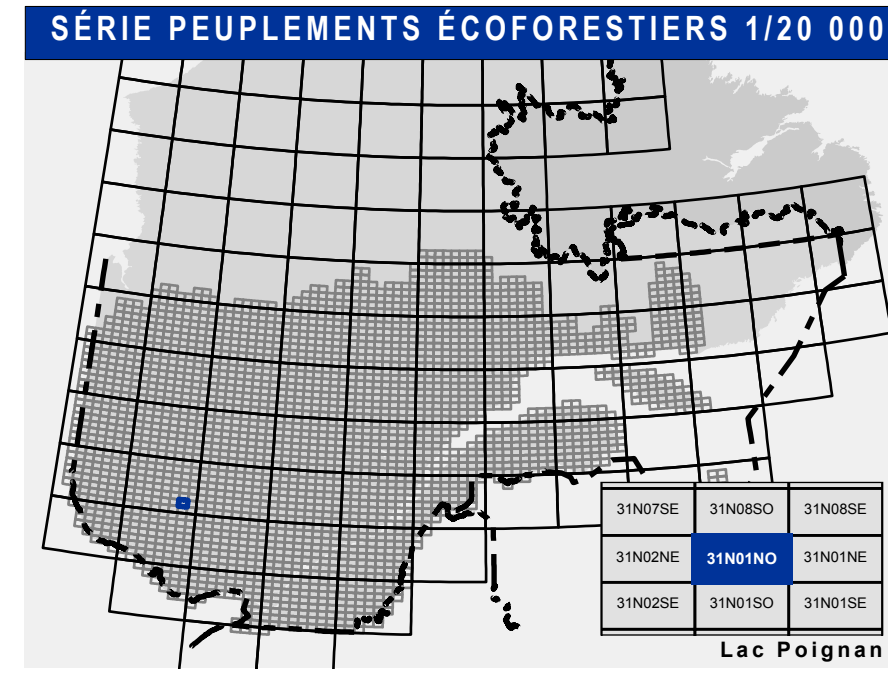 SÉRIE PEUPLEMENTS ÉCOFORESTIERS 1/20 000
31N07SE 31N08SO 31N08SE
31N02NE 31N01NO 31N01NE
31N02SE 31N01SO 31N01SE
Lac Poignan